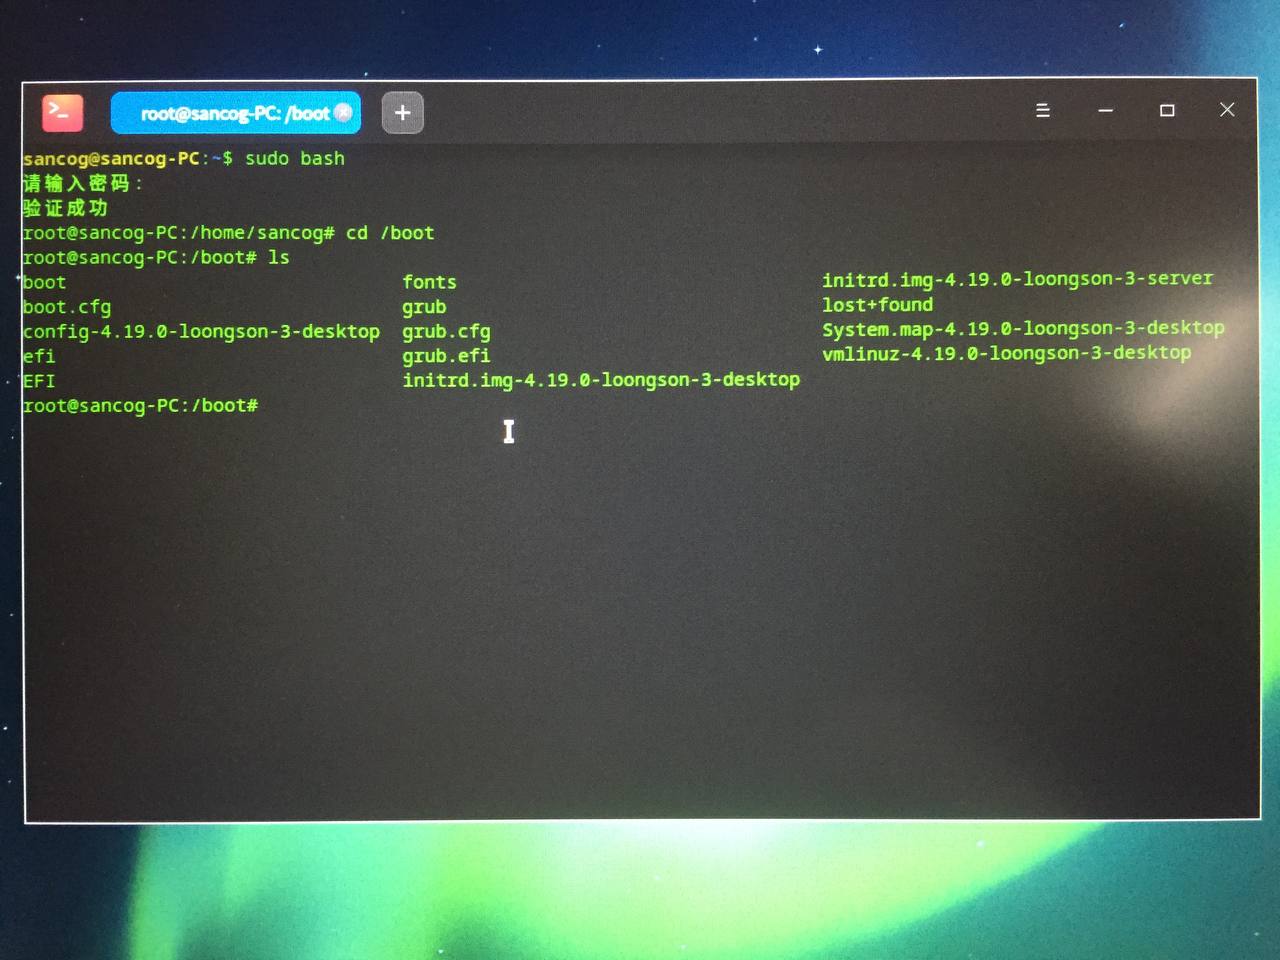 root@sancog-PC: /boot
sancog@sancog-PC:~$ sudo bash
请输入密码:
验证成功
root@sancog-PC:/home/sancog# cd /boot
root@sancog-PC:/boot# ls
boot fonts initrd.img-4.19.0-loongson-3-server
boot.cfg grub lost+found
config-4.19.0-loongson-3-desktop grub.cfg System.map-4.19.0-loongson-3-desktop
efi grub.efi vmlinuz-4.19.0-loongson-3-desktop
EFI initrd.img-4.19.0-loongson-3-desktop
root@sancog-PC:/boot#